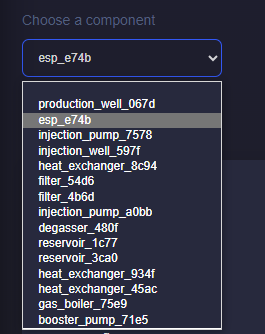 Choose a component
esp_e74b
production_well_067d
esp_e74b
injection_pump_7578
injection_well_597f
heat_exchanger_8c94
filter_54d6
filter_4b6d
injection_pump_a0bb
degasser_480f
reservoir_1c77
reservoir_3ca0
heat_exchanger_934f
heat_exchanger_45ac
gas_boiler_75e9
booster_pump_71e5